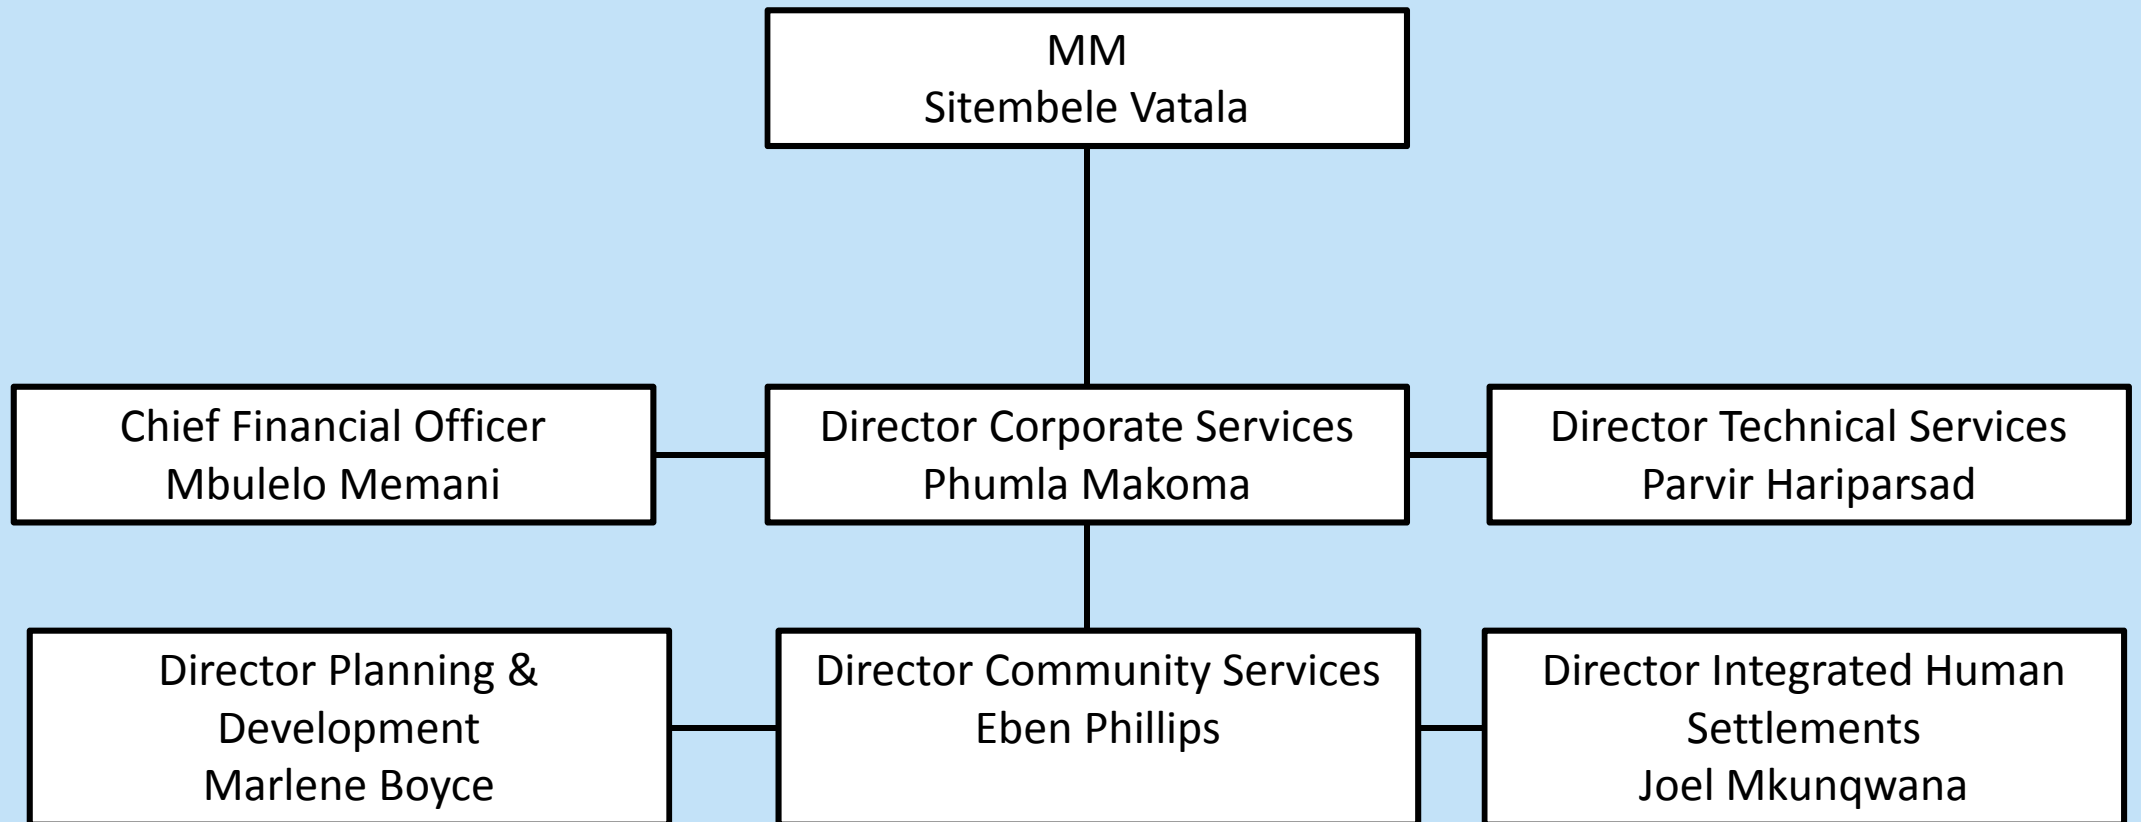 MM
Sitembele Vatala
Chief Financial Officer
Mbulelo Memani
Director Corporate Services
Phumla Makoma
Director Technical Services
Parvir Hariparsad
Director Planning &
Development
Marlene Boyce
Director Community Services
Eben Phillips
Director Integrated Human
Settlements
Joel Mkunqwana